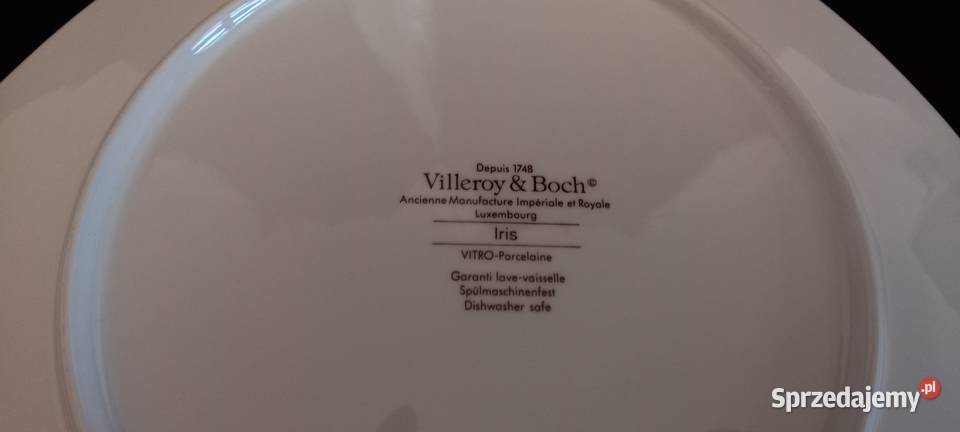 Depuis 1748
Villeroy & Boch©
Ancienne Manufacture Impériale et Royale
Luxembourg
Iris
VITRO-Porcelaine
Garanti lave-vaisselle
Spülmaschinenfest
Dishwasher safe
Sprzedajemy.pl